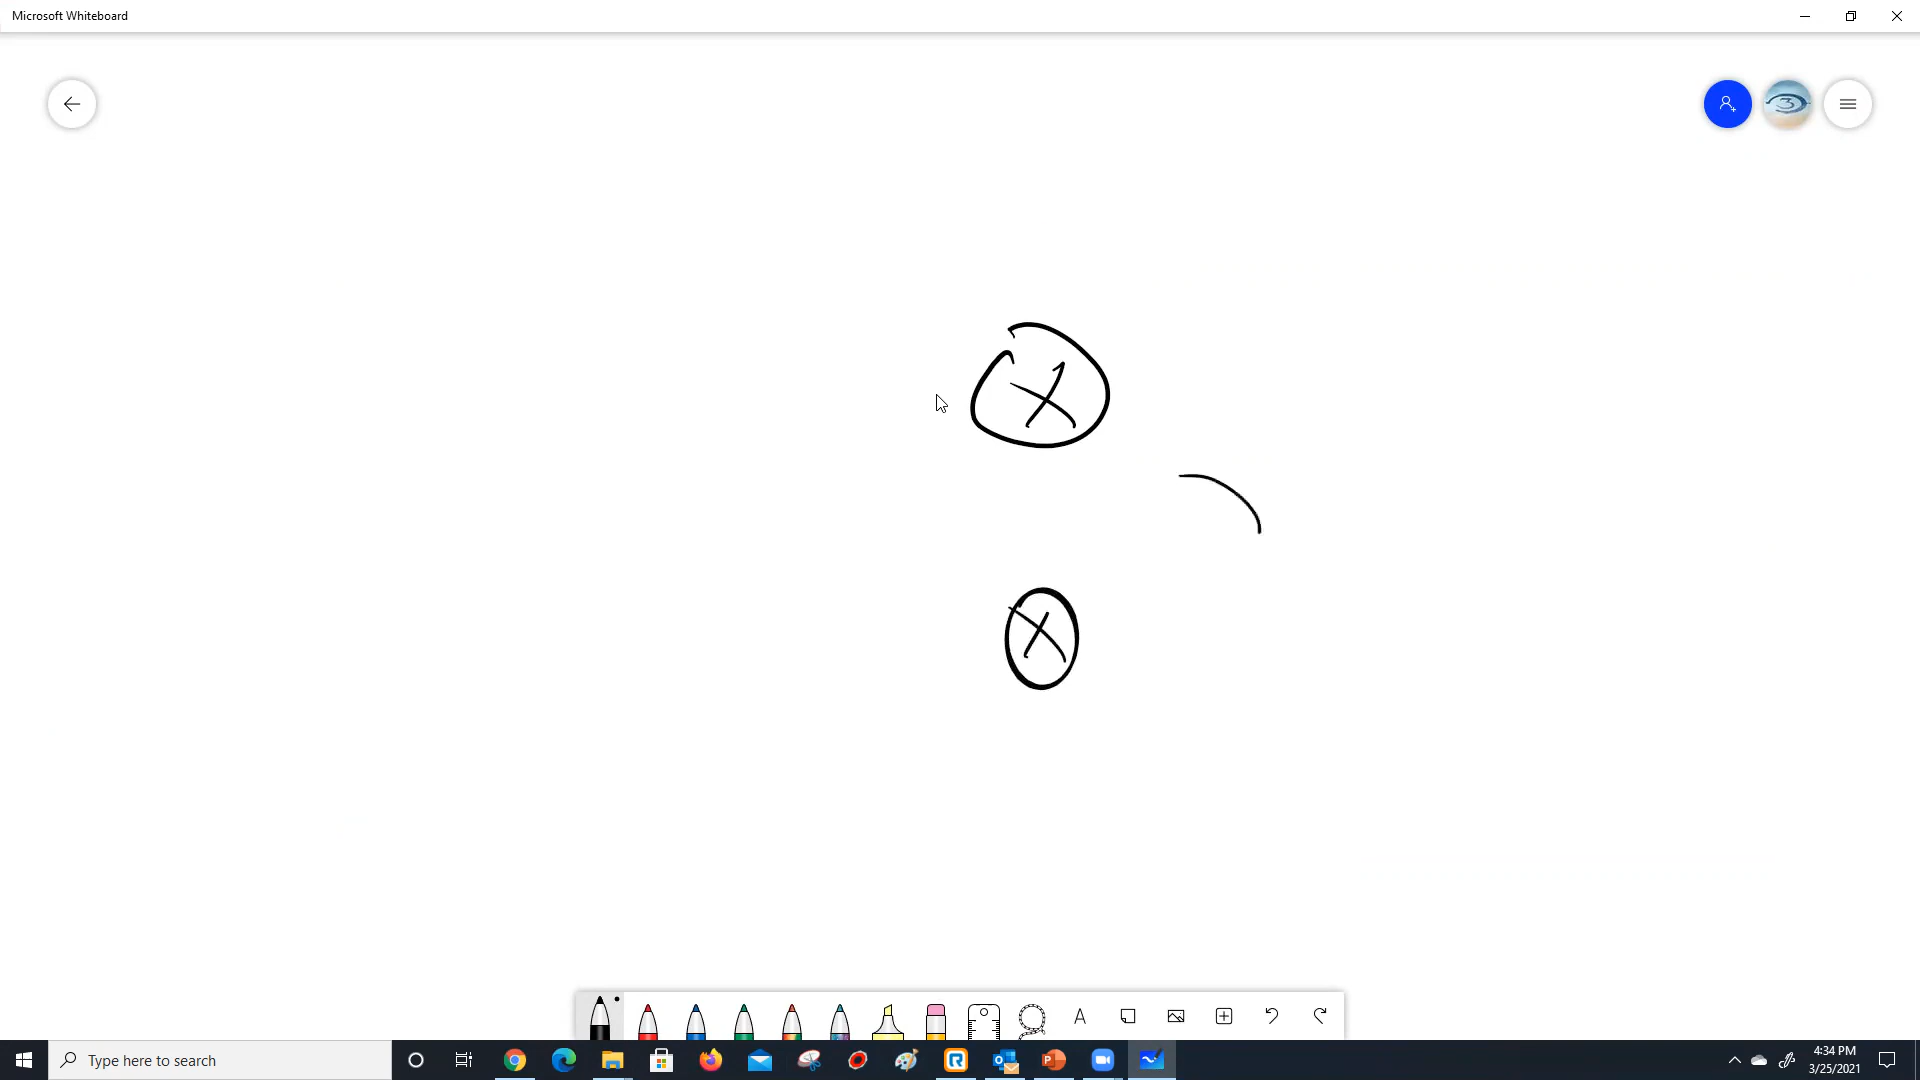 Microsoft Whiteboard
X
X
Type here to search
4:34 PM
3/25/2021